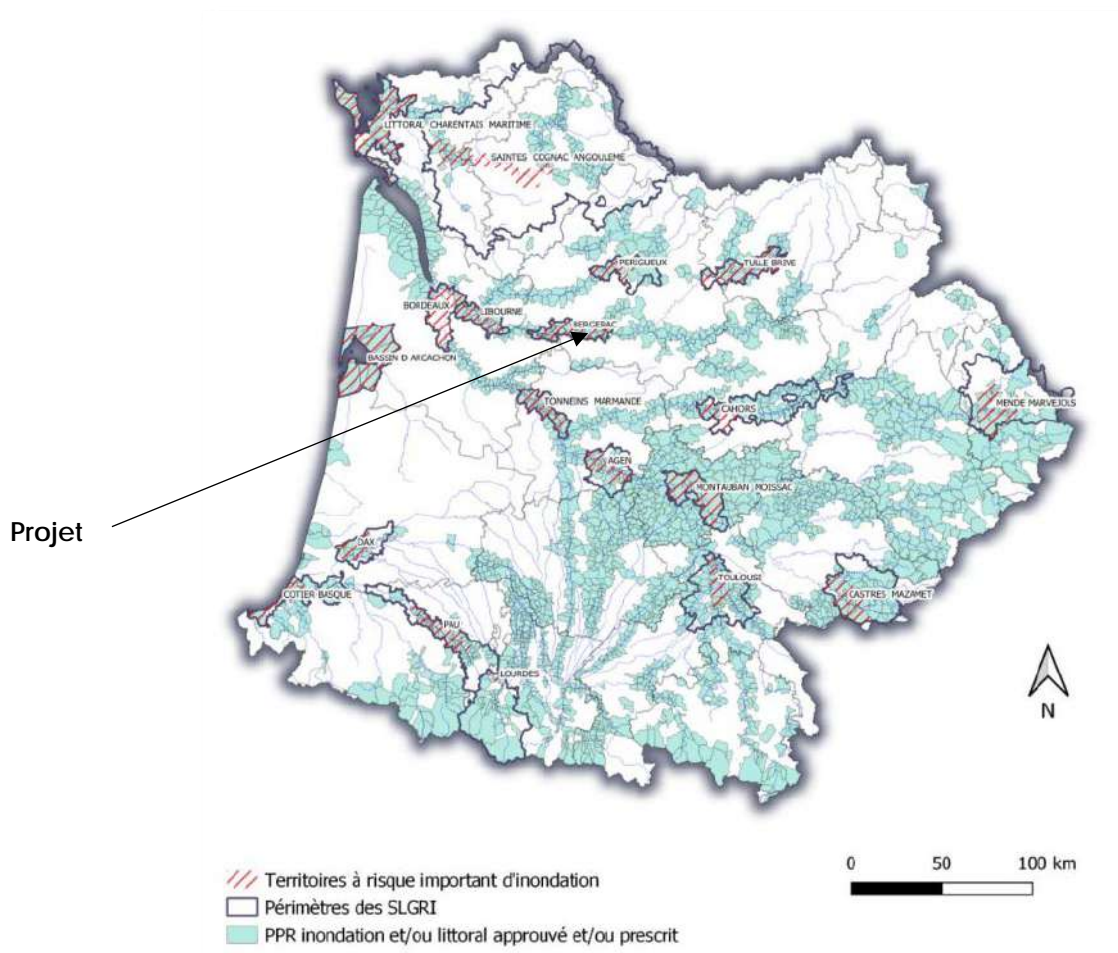 LITTORAL CHARENTAIS MARITIME
SAINTES COGNAC ANGOULEME
PERIGUEUX
TULLE BRIVE
BORDEAUX
LIBOURNE
BERGERAC
BASSIN D ARCACHON
TONNEINS MARMANDE
CAHORS
MENDE MARVEJOLS
AGEN
MONTAUBAN MOISSAC
Projet
DAX
TOULOUSE
COTIER BASQUE
CASTRES MAZAMET
PAU
LOURDES
N
0 50 100 km
Territoires à risque important d'inondation
Périmètres des SLGRI
PPR inondation et/ou littoral approuvé et/ou prescrit